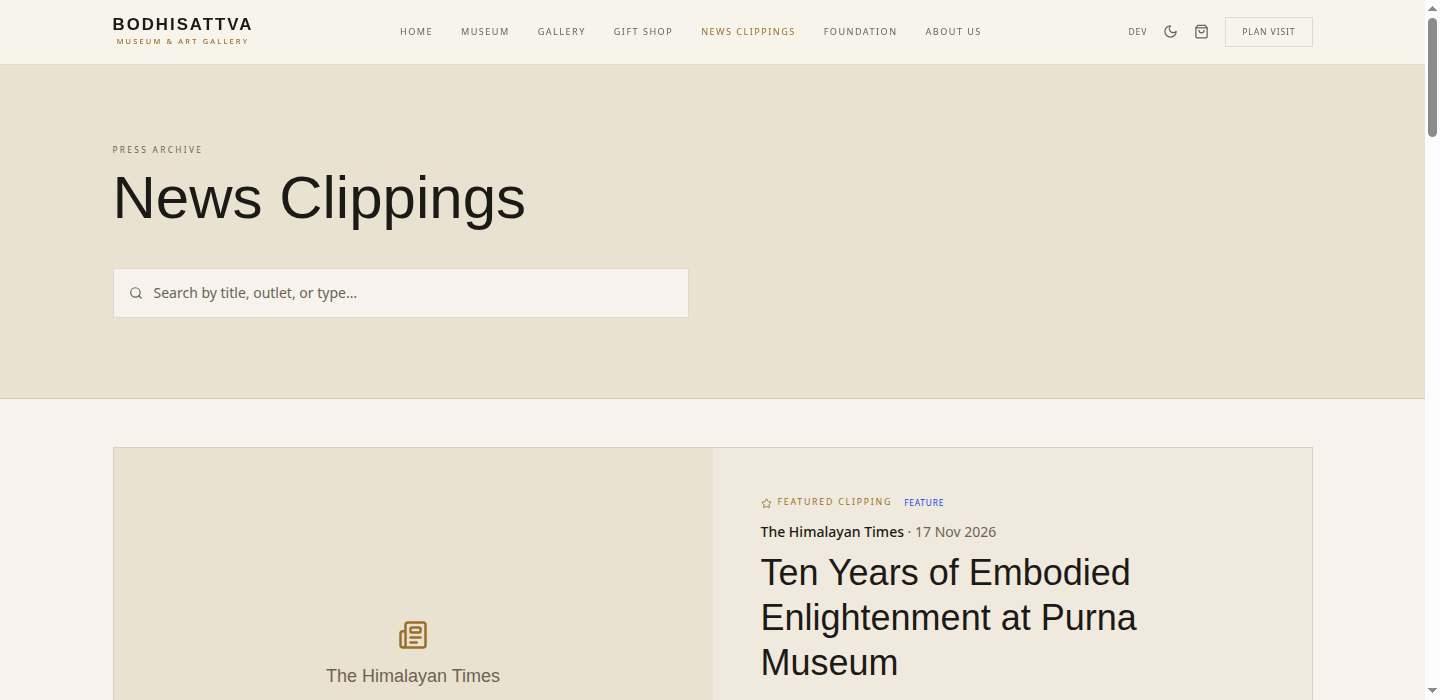 BODHISATTVA
MUSEUM & ART GALLERY
HOME MUSEUM GALLERY GIFT SHOP NEWS CLIPPINGS FOUNDATION ABOUT US
DEV PLAN VISIT
PRESS ARCHIVE
News Clippings
Search by title, outlet, or type...
The Himalayan Times
FEATURED CLIPPING FEATURE
The Himalayan Times · 17 Nov 2026
Ten Years of Embodied
Enlightenment at Purna
Museum